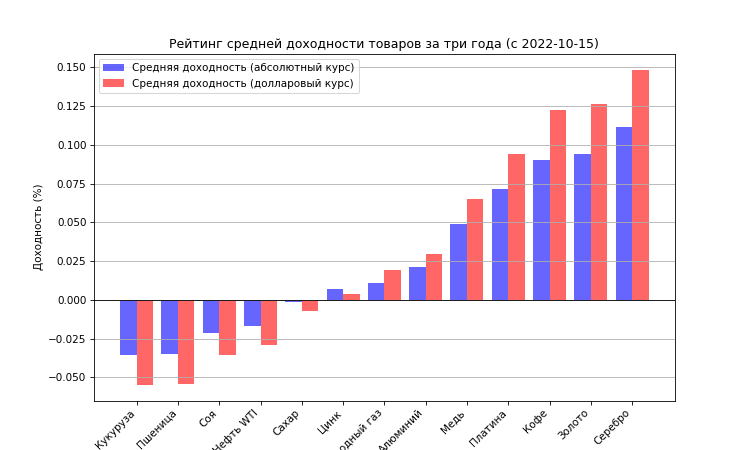 Рейтинг средней доходности товаров за три года (с 2022-10-15)
Средняя доходность (абсолютный курс)
Средняя доходность (долларовый курс)
Доходность (%)
0.150
0.125
0.100
0.075
0.050
0.025
0.000
−0.025
−0.050
Кукуруза
Пшеница
Соя
Нефть WTI
Сахар
Цинк
одный газ
Алюминий
Медь
Платина
Кофе
Золото
Серебро